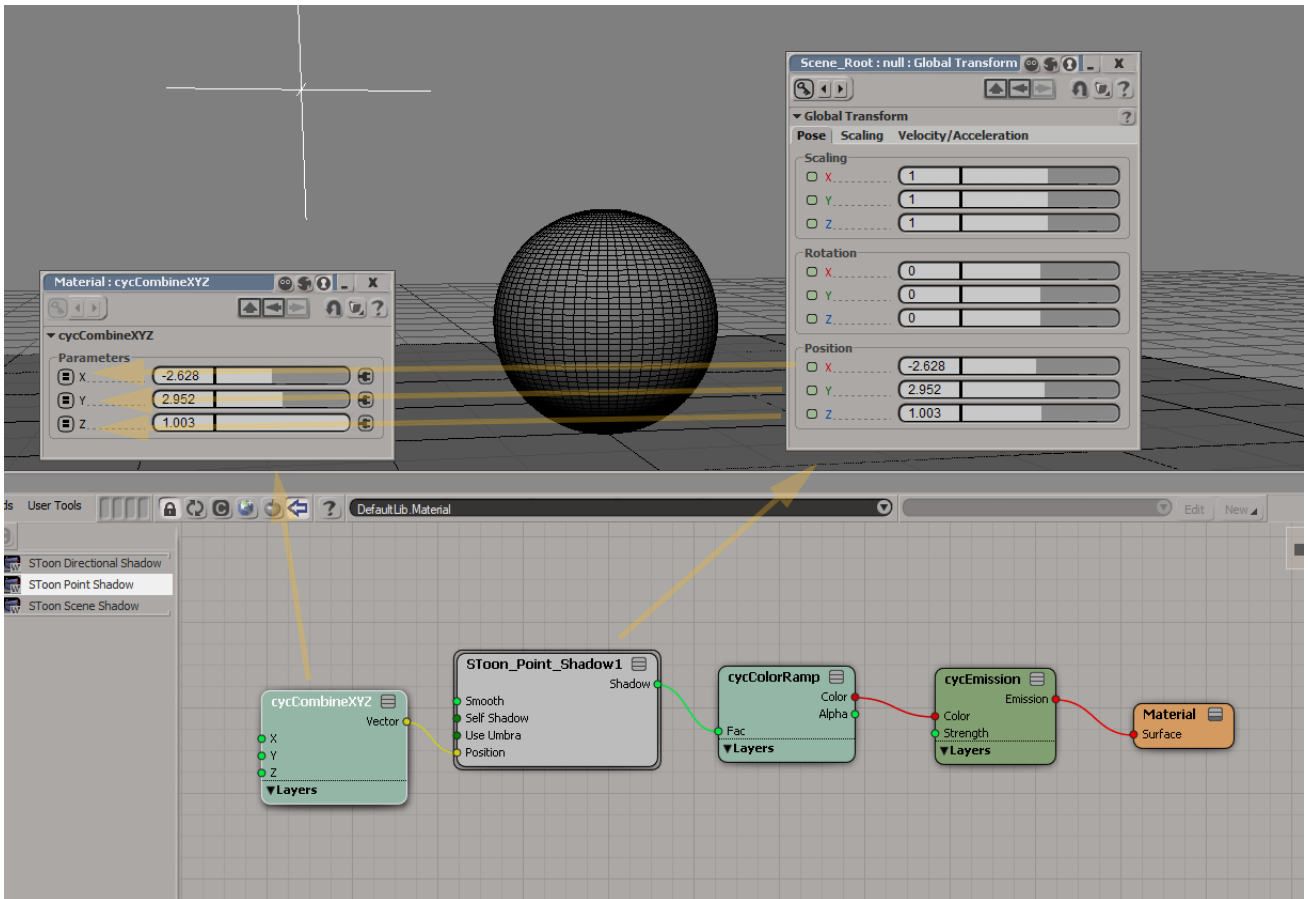 Scene_Root : null : Global Transform
X
?
Global Transform
?
Pose Scaling Velocity/Acceleration
Scaling
X 1
Y 1
Z 1
Rotation
X 0
Y 0
Z 0
Position
X -2.628
Y 2.952
Z 1.003
Material : cycCombineXYZ
X
?
cycCombineXYZ
Parameters
X -2.628
Y 2.952
Z 1.003
User Tools C ? DefaultLib.Material Edit New
SToon Directional Shadow
SToon Point Shadow
SToon Scene Shadow
cycCombineXYZ
Vector
X
Y
Z
Layers
SToon_Point_Shadow1
Shadow
Smooth
Self Shadow
Use Umbra
Position
cycColorRamp
Color
Alpha
Fac
Layers
cycEmission
Emission
Color
Strength
Layers
Material
Surface